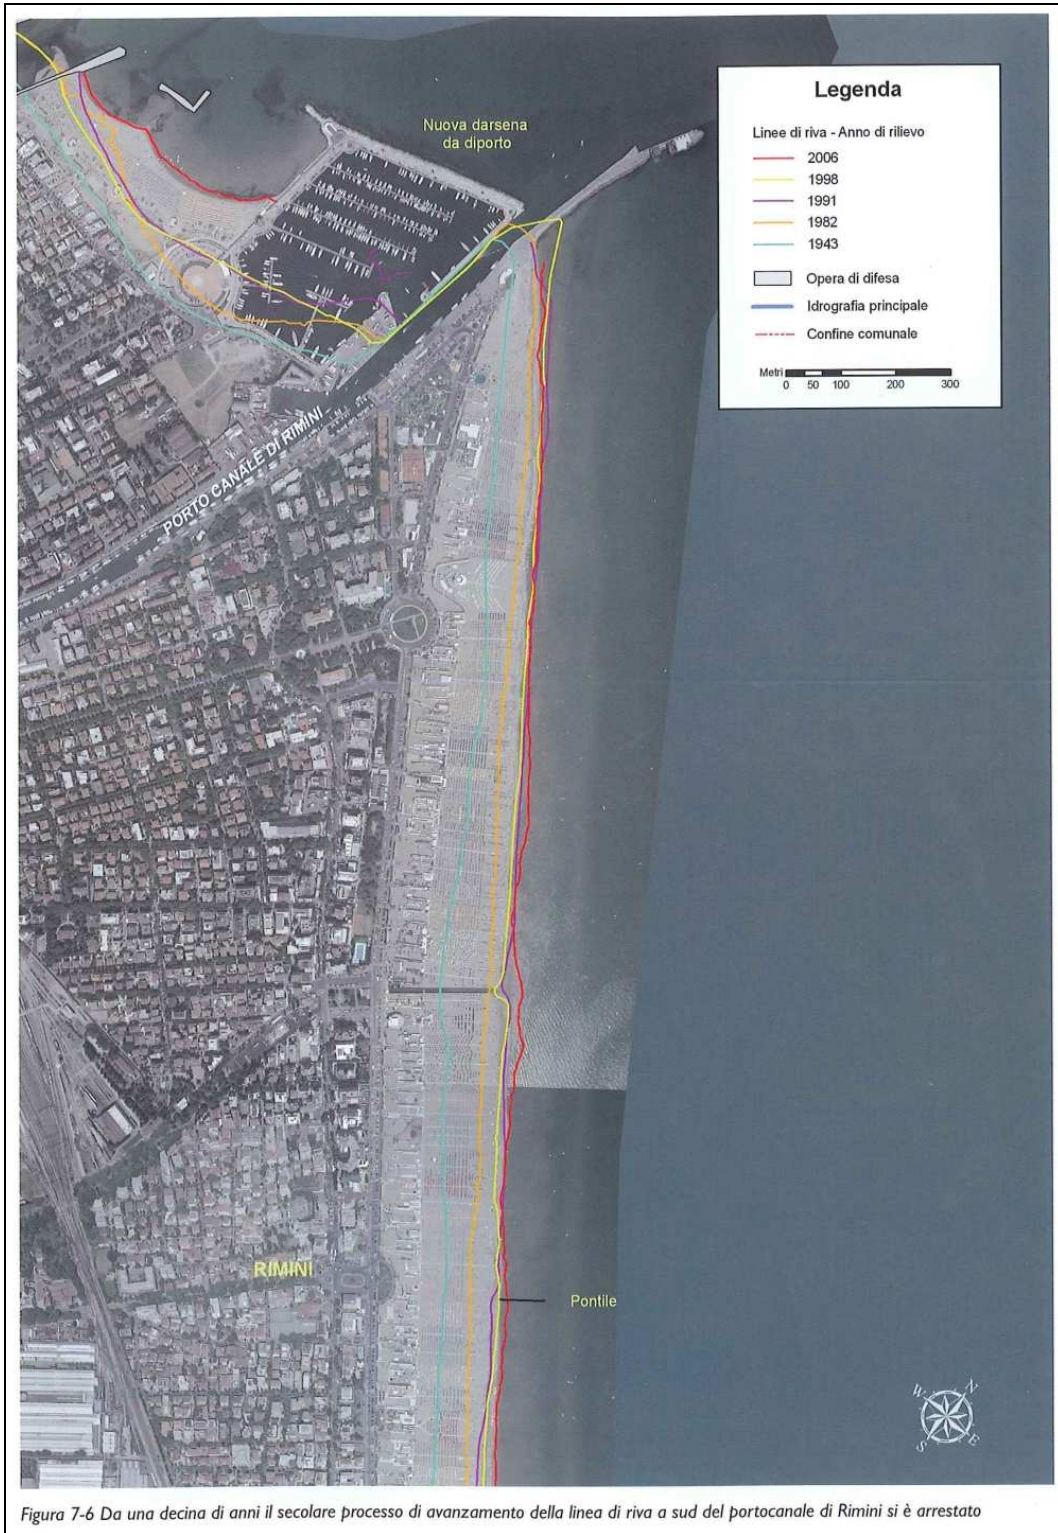 Nuova darsena
da diporto
Legenda
Linee di riva - Anno di rilievo
2006
1998
1991
1982
1943
Opera di difesa
Idrografia principale
Confine comunale
Metri
0 50 100 200 300
PORTO CANALE DI RIMINI
RIMINI
Pontile
W N
S E
Figura 7-6 Da una decina di anni il secolare processo di avanzamento della linea di riva a sud del portocanale di Rimini si è arrestato